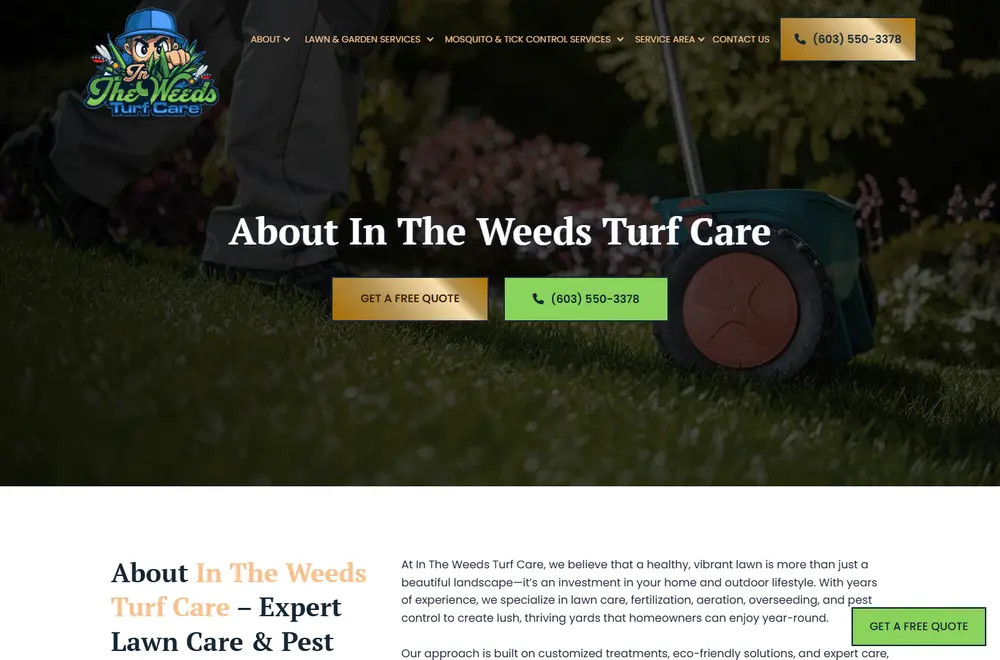 In
The Weeds
Turf Care
ABOUT
LAWN & GARDEN SERVICES
MOSQUITO & TICK CONTROL SERVICES
SERVICE AREA
CONTACT US
(603) 550-3378
About In The Weeds Turf Care
GET A FREE QUOTE
(603) 550-3378
About In The Weeds
Turf Care – Expert
Lawn Care & Pest
At In The Weeds Turf Care, we believe that a healthy, vibrant lawn is more than just a
beautiful landscape—it's an investment in your home and outdoor lifestyle. With years
of experience, we specialize in lawn care, fertilization, aeration, overseeding, and pest
control to create lush, thriving yards that homeowners can enjoy year-round.
Our approach is built on customized treatments, eco-friendly solutions, and expert care,
GET A FREE QUOTE